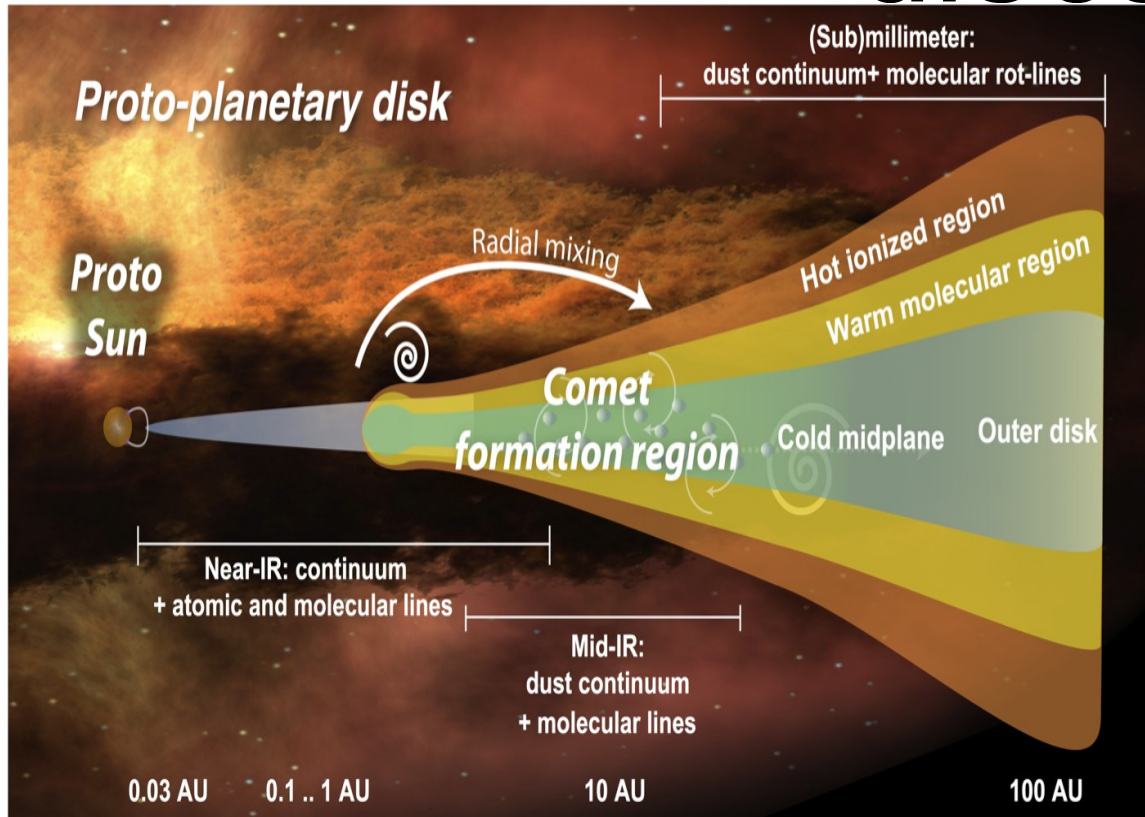 (Sub)millimeter:
dust continuum+ molecular rot-lines
Proto-planetary disk
Radial mixing
Hot ionized region
Warm molecular region
Proto
Sun
Comet
formation region
Cold midplane
Outer disk
Near-IR: continuum
+ atomic and molecular lines
Mid-IR:
dust continuum
+ molecular lines
0.03 AU
0.1 .. 1 AU
10 AU
100 AU